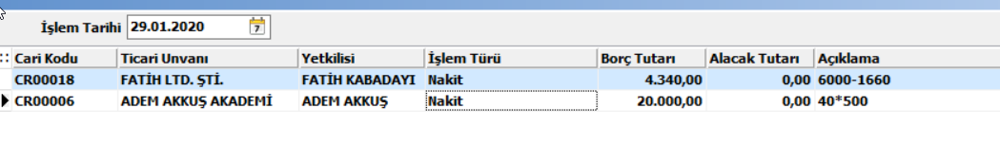 İşlem Tarihi 29.01.2020 7
Cari Kodu Ticari Unvanı Yetkilisi İşlem Türü Borç Tutarı Alacak Tutarı Açıklama
CR00018 FATİH LTD. ŞTİ. FATİH KABADAYI Nakit 4.340,00 0,00 6000-1660
CR00006 ADEM AKKUŞ AKADEMİ ADEM AKKUŞ Nakit 20.000,00 0,00 40*500